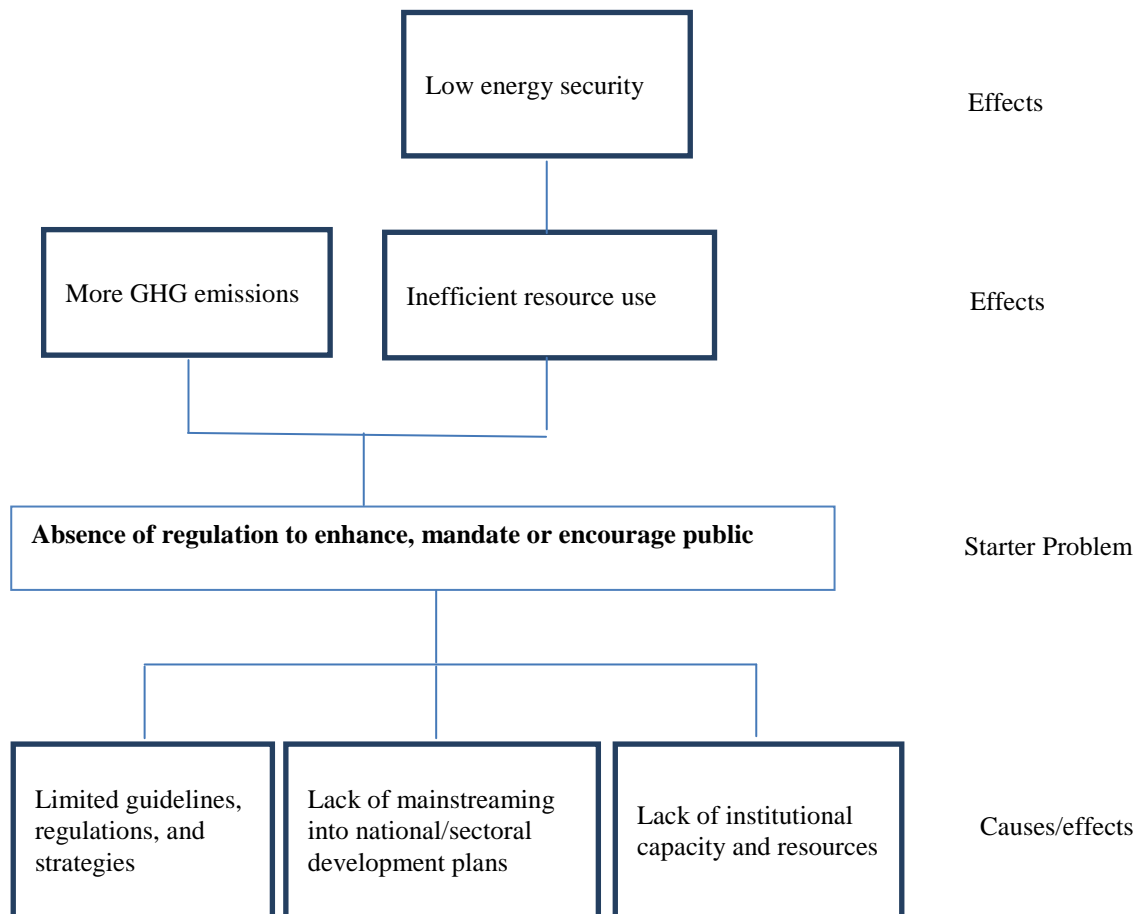 Low energy security
Effects
More GHG emissions
Inefficient resource use
Effects
Absence of regulation to enhance, mandate or encourage public
Starter Problem
Limited guidelines,
regulations, and
strategies
Lack of mainstreaming
into national/sectoral
development plans
Lack of institutional
capacity and resources
Causes/effects